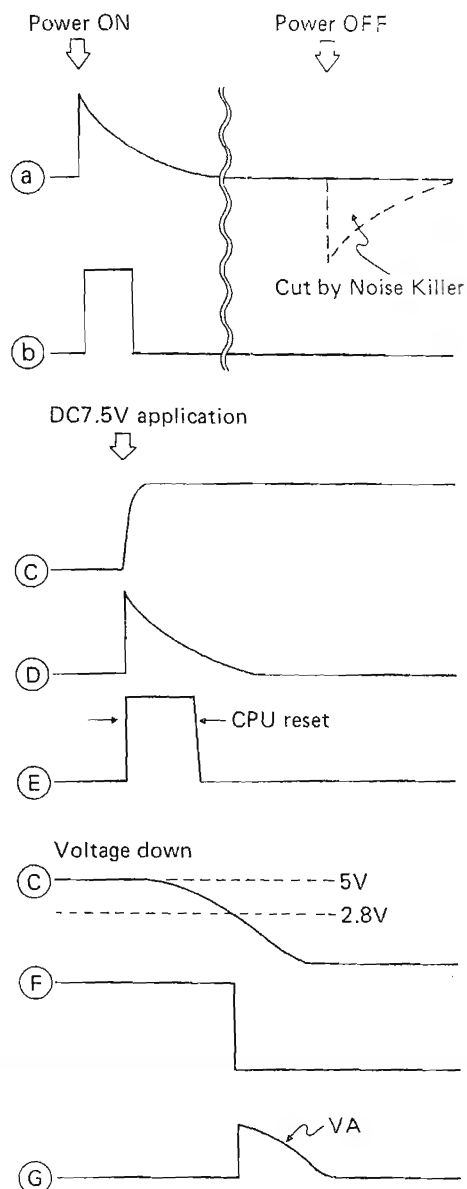 Power ON
Power OFF
a
Cut by Noise Killer
b
DC7.5V application
C
D
CPU reset
E
Voltage down
C
5V
2.8V
F
VA
G